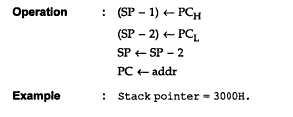 Operation : (SP – 1) ← PCH
(SP – 2) ← PCL
SP ← SP – 2
PC ← addr
Example : Stack pointer = 3000H.